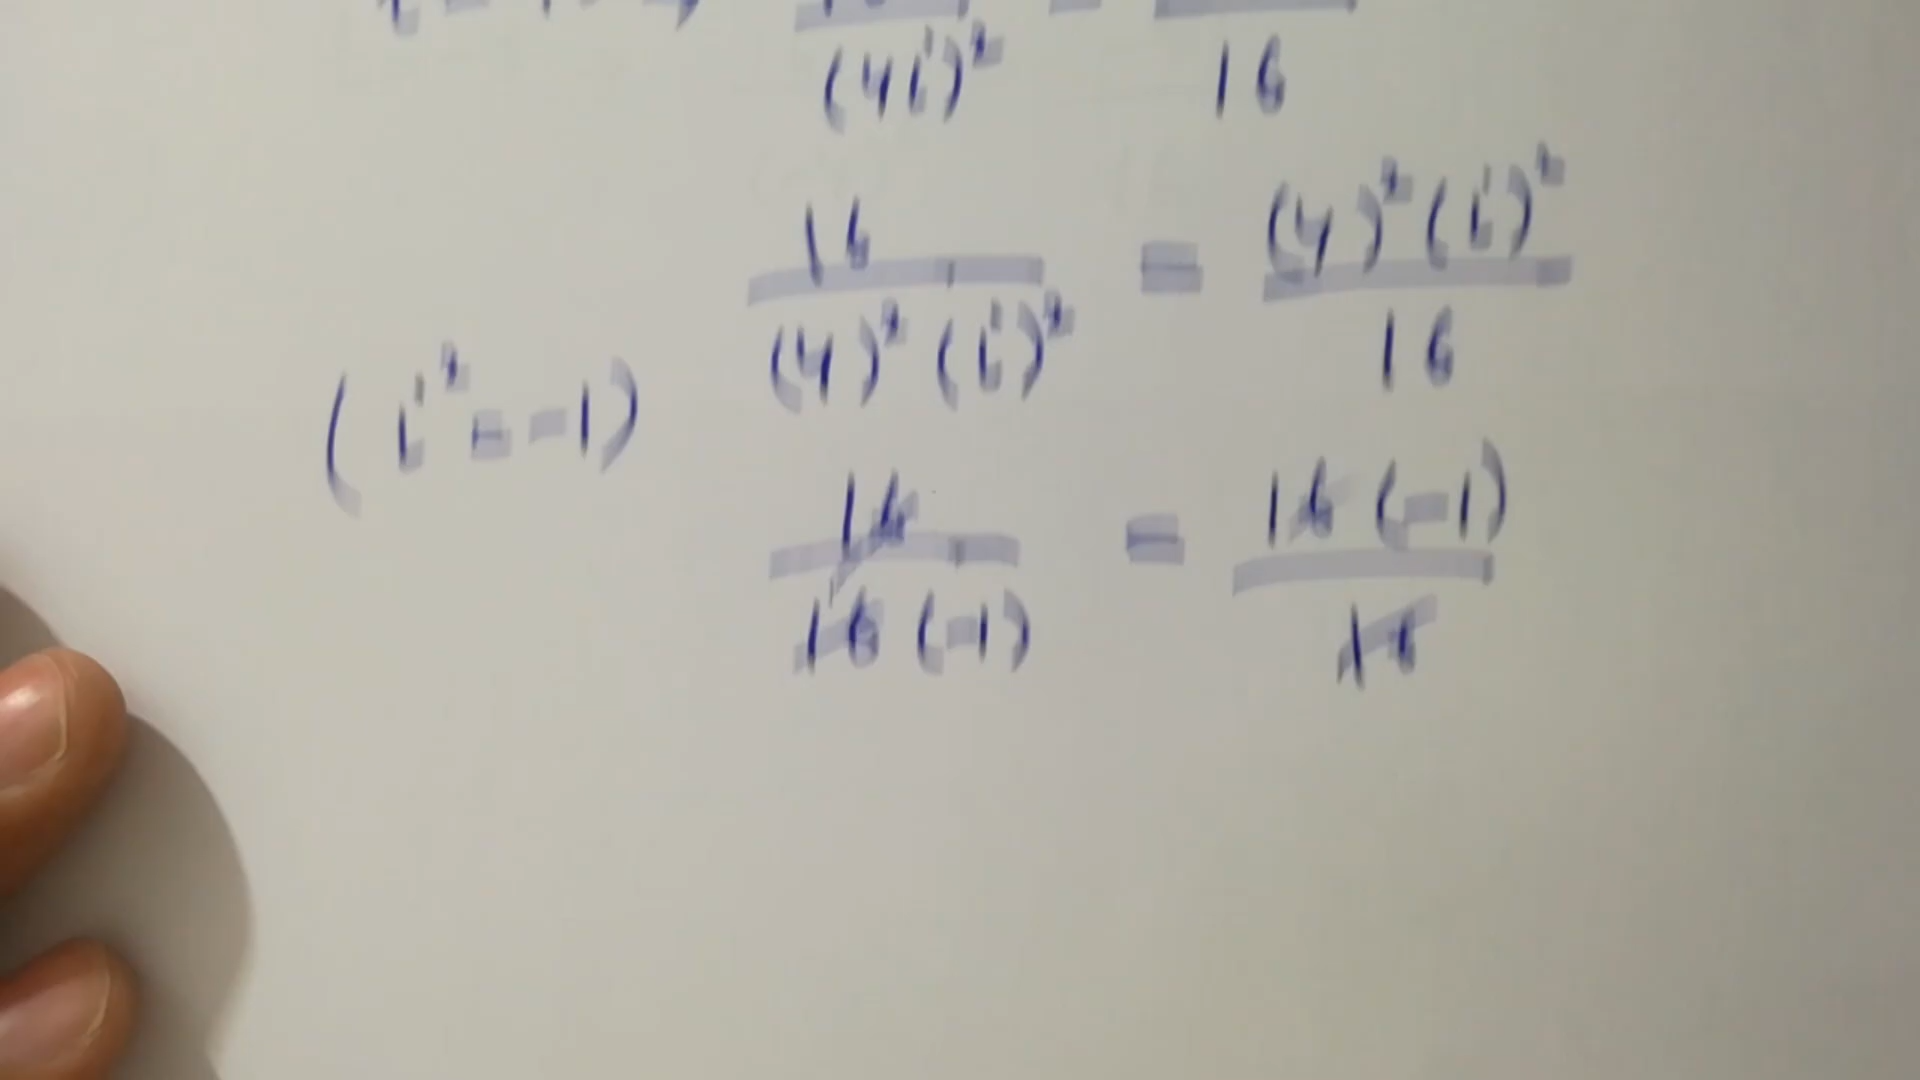 (4i)² 16
16 / (4)² (i)² = (4)² (i)² / 16
(i² = -1)
16 / 16 (-1) = 16 (-1) / 16